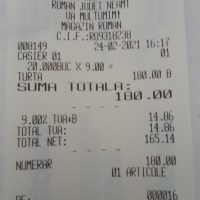 ROMAN JUDET NEAMT
VA MULTUMIM!
MAGAZIN ROMAN
C.I.F.:RO9318238
008149 24-02-2021 16:17
CASIER 01 01
20.000BUC X 9.00 =
TURTA 180.00 B
SUMA TOTALA:
180.00
9.00% TVA*B 14.86
TOTAL TVA: 14.86
TOTAL NET: 165.14
NUMERAR 180.00
01 ARTICOLE
000016